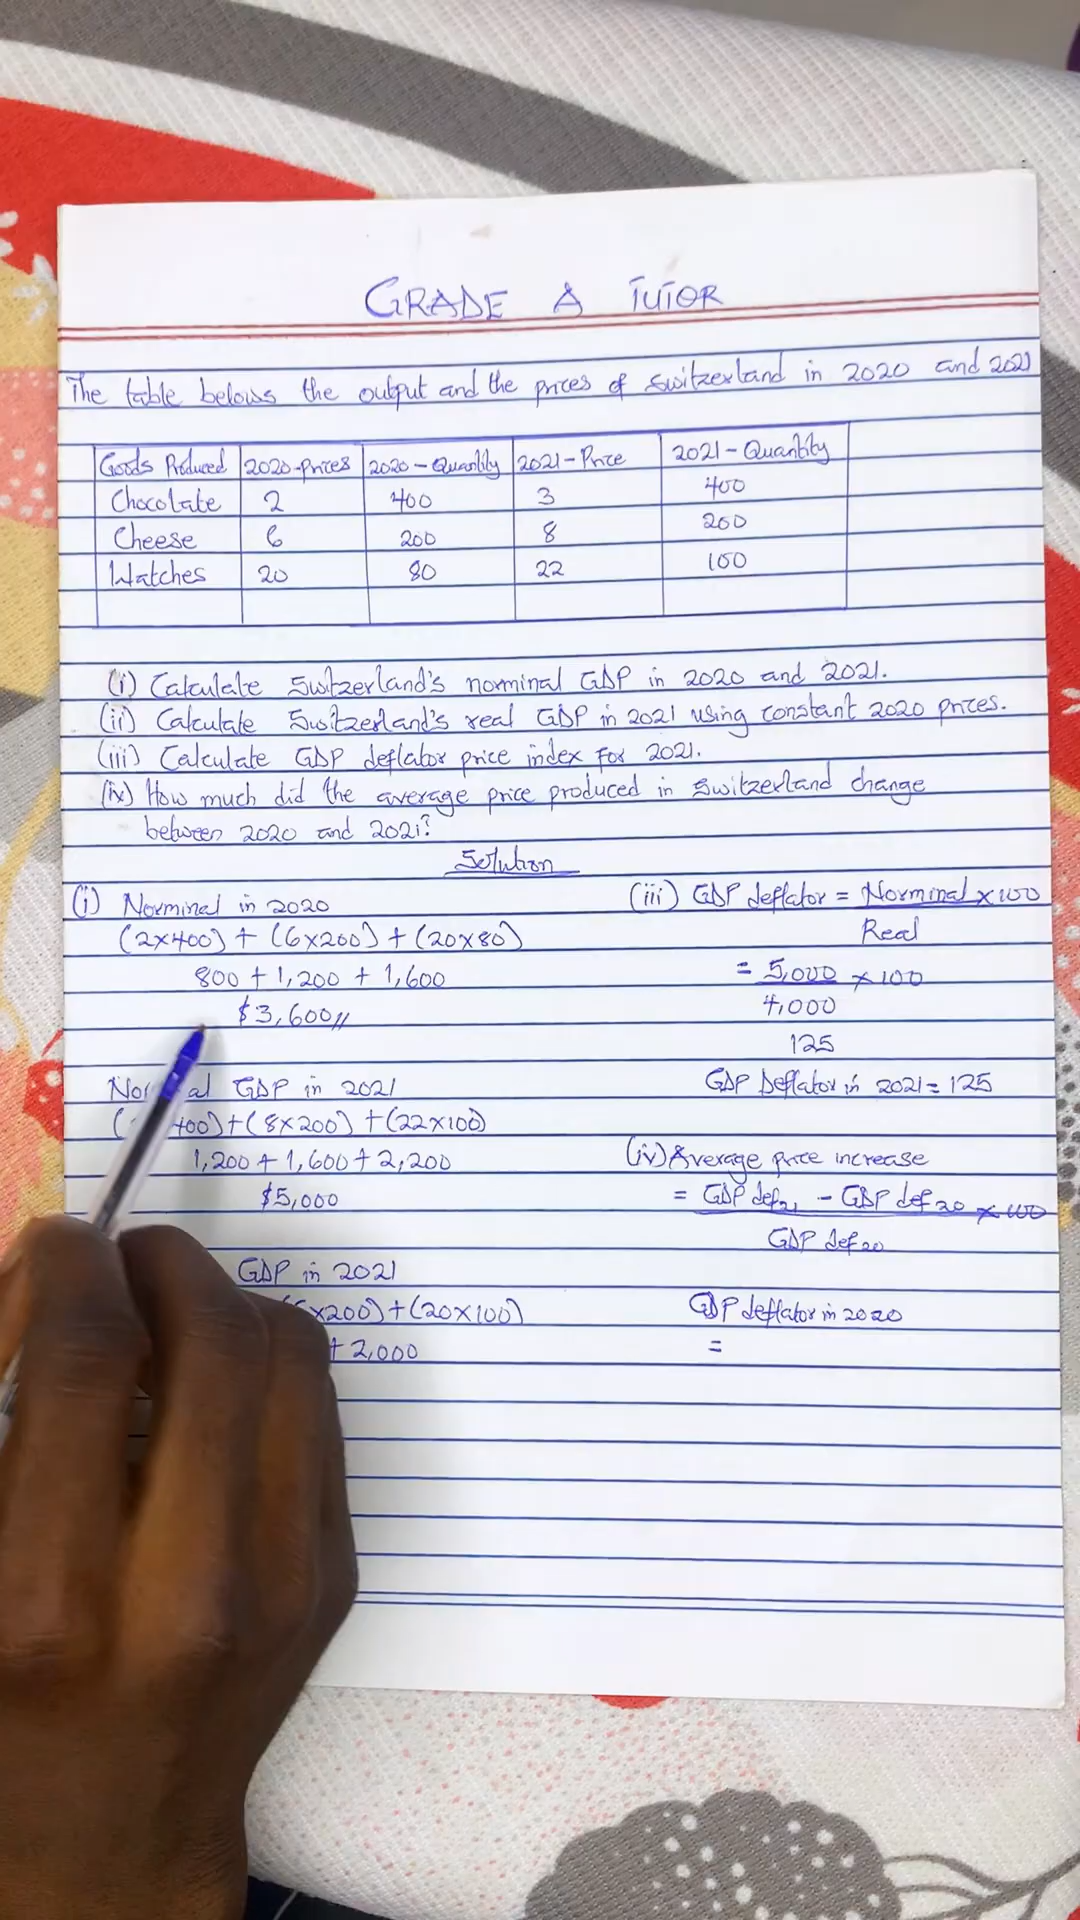 GRADE A TUTOR
The table belows the output and the prices of Switzerland in 2020 and 2021
Goods Produced 2020-Prices 2020-Quantity 2021-Price 2021-Quantity
Chocolate 2 400 3 400
Cheese 6 200 8 200
Watches 20 80 22 100
(i) Calculate Switzerland's norminal GDP in 2020 and 2021.
(ii) Calculate Switzerland's real GDP in 2021 using constant 2020 prices.
(iii) Calculate GDP deflator price index for 2021.
(iv) How much did the average price produced in Switzerland change
between 2020 and 2021?
Solution
(i) Norminal in 2020
(2x400) + (6x200) + (20x80)
800 + 1,200 + 1,600
$3,600
GDP in 2021
400) + (8x200) + (22x100)
1,200 + 1,600 + 2,200
$5,000
GDP in 2021
x200) + (20x100)
+ 2,000
(iii) GDP deflator = Norminal x100
Real
= 5,000 x100
4,000
125
GDP Deflator in 2021 = 125
(iv) Average price increase
= GDP def21 - GDP def20 x 100
GDP def20
GDP deflator in 2020
=